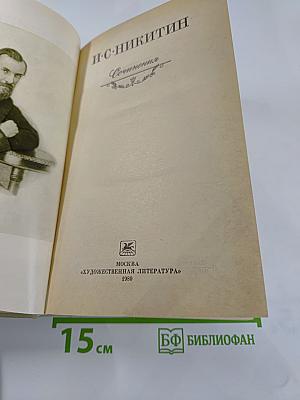 И·С·НИКИТИН
Сочинения
МОСКВА
«ХУДОЖЕСТВЕННАЯ ЛИТЕРАТУРА»
1980
15 см
БФ БИБЛИОФАН